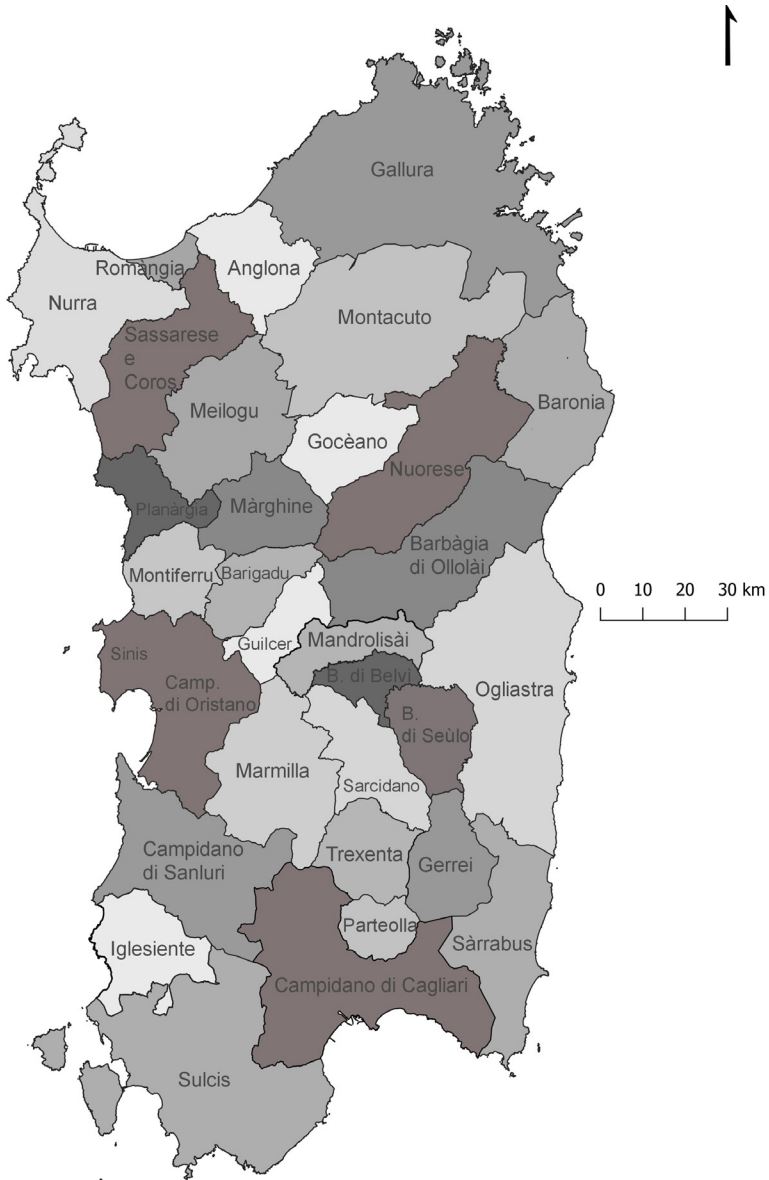 Gallura
Romàngia
Anglona
Nurra
Montacuto
Sassarese
e
Coros
Baronia
Meilogu
Gocèano
Nuorese
Planàrgia
Màrghine
Barbàgia
di Ollolài
Montiferru
Barigadu
0 10 20 30 km
Guilcer
Mandrolisài
Sinis
B. di Belvì
Camp.
di Oristano
Ogliastra
B.
di Seùlo
Marmilla
Sarcidano
Campidano
di Sanluri
Trexenta
Gerrei
Parteolla
Iglesiente
Sàrrabus
Campidano di Cagliari
Sulcis